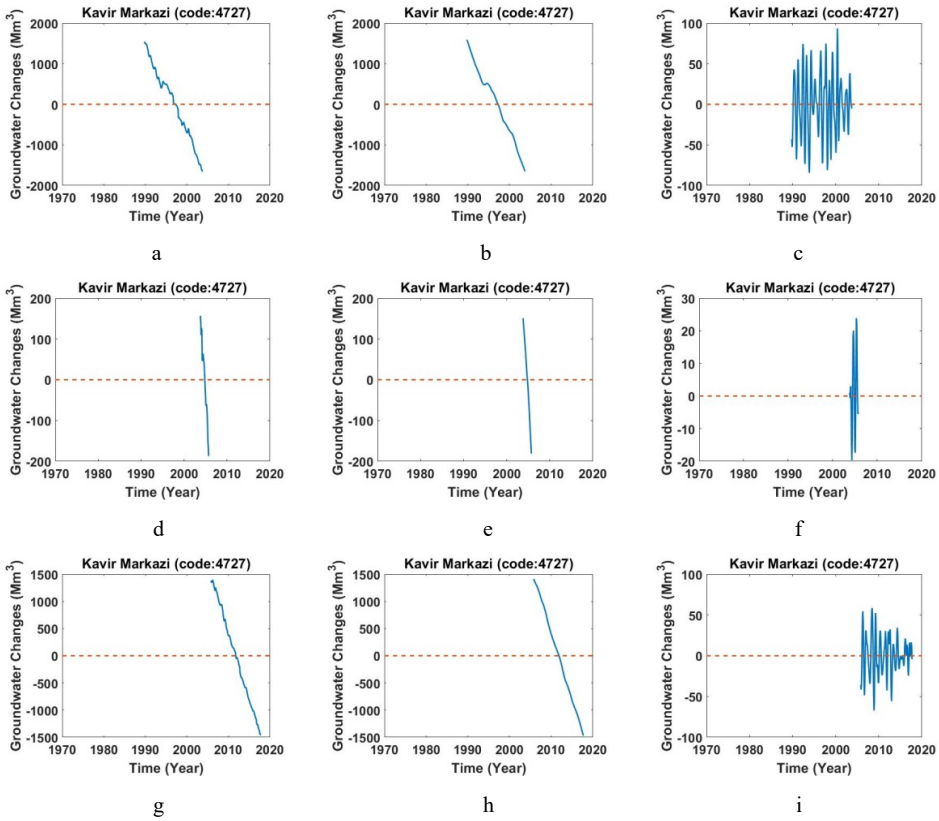 Kavir Markazi (code:4727)
Groundwater Changes (Mm³)
2000
1000
0
-1000
-2000
1970 1980 1990 2000 2010 2020
Time (Year)
a
Kavir Markazi (code:4727)
Groundwater Changes (Mm³)
2000
1000
0
-1000
-2000
1970 1980 1990 2000 2010 2020
Time (Year)
b
Kavir Markazi (code:4727)
Groundwater Changes (Mm³)
100
50
0
-50
-100
1970 1980 1990 2000 2010 2020
Time (Year)
c
Kavir Markazi (code:4727)
Groundwater Changes (Mm³)
200
100
0
-100
-200
1970 1980 1990 2000 2010 2020
Time (Year)
d
Kavir Markazi (code:4727)
Groundwater Changes (Mm³)
200
100
0
-100
-200
1970 1980 1990 2000 2010 2020
Time (Year)
e
Kavir Markazi (code:4727)
Groundwater Changes (Mm³)
30
20
10
0
-10
-20
1970 1980 1990 2000 2010 2020
Time (Year)
f
Kavir Markazi (code:4727)
Groundwater Changes (Mm³)
1500
1000
500
0
-500
-1000
-1500
1970 1980 1990 2000 2010 2020
Time (Year)
g
Kavir Markazi (code:4727)
Groundwater Changes (Mm³)
1500
1000
500
0
-500
-1000
-1500
1970 1980 1990 2000 2010 2020
Time (Year)
h
Kavir Markazi (code:4727)
Groundwater Changes (Mm³)
100
50
0
-50
-100
1970 1980 1990 2000 2010 2020
Time (Year)
i